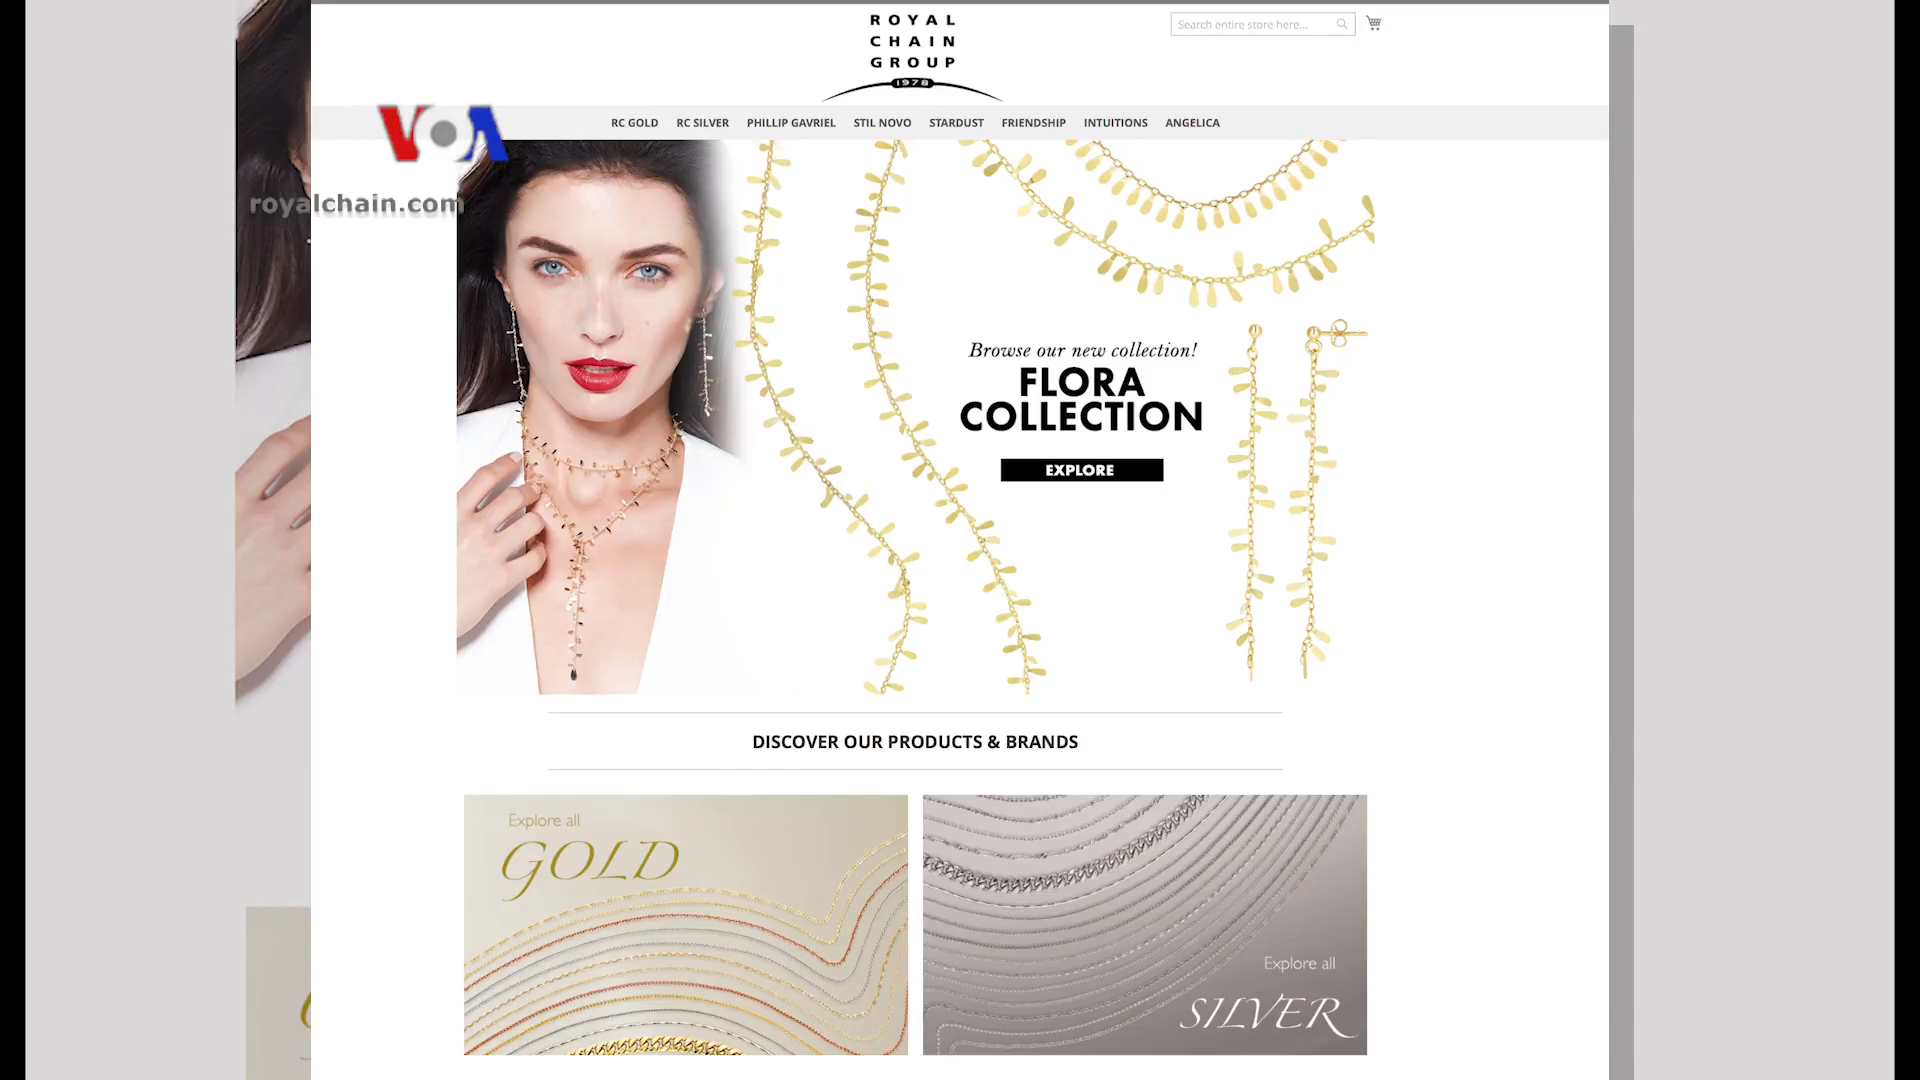 ROYAL
CHAIN
GROUP
1978
Search entire store here...
VOA
RC GOLD RC SILVER PHILLIP GAVRIEL STIL NOVO STARDUST FRIENDSHIP INTUITIONS ANGELICA
royalchain.com
Browse our new collection!
FLORA
COLLECTION
EXPLORE
DISCOVER OUR PRODUCTS & BRANDS
Explore all
GOLD
Explore all
SILVER